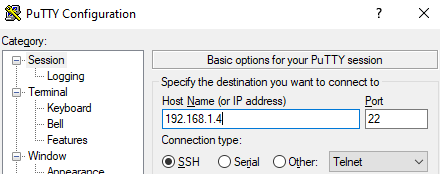 PuTTY Configuration
Category:
Session
Logging
Terminal
Keyboard
Bell
Features
Window
Appearance
Basic options for your PuTTY session
Specify the destination you want to connect to
Host Name (or IP address) Port
192.168.1.4 22
Connection type:
SSH Serial Other: Telnet